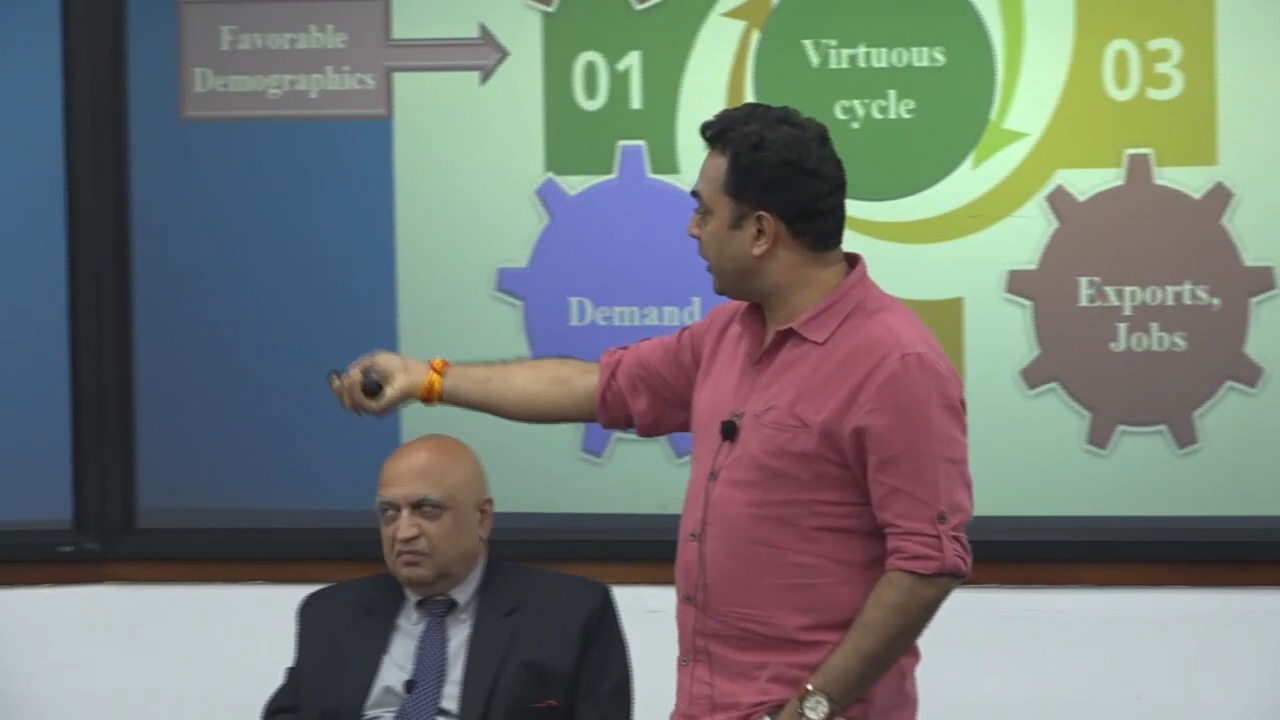 Favorable
Demographics
01
Virtuous
cycle
03
Demand
Exports,
Jobs